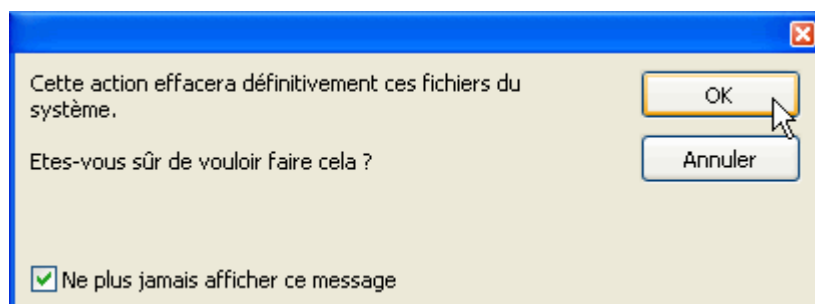 Cette action effacera définitivement ces fichiers du
système.
OK
Etes-vous sûr de vouloir faire cela ?
Annuler
Ne plus jamais afficher ce message